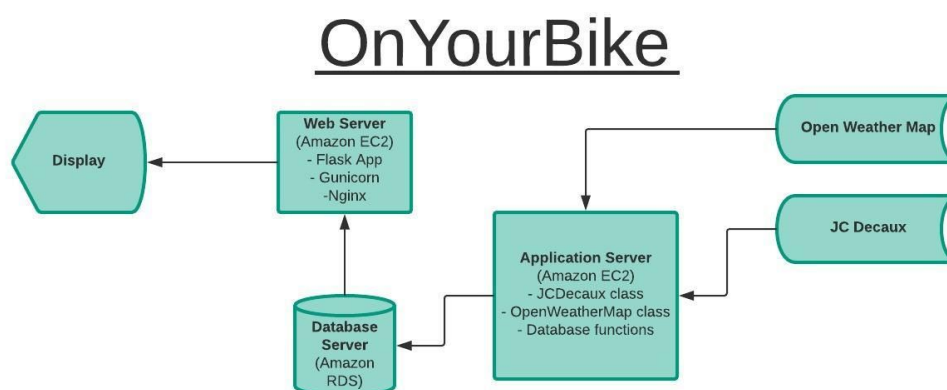 OnYourBike
Display
Web Server
(Amazon EC2)
- Flask App
- Gunicorn
-Nginx
Open Weather Map
JC Decaux
Application Server
(Amazon EC2)
- JCDecaux class
- OpenWeatherMap class
- Database functions
Database
Server
(Amazon
RDS)